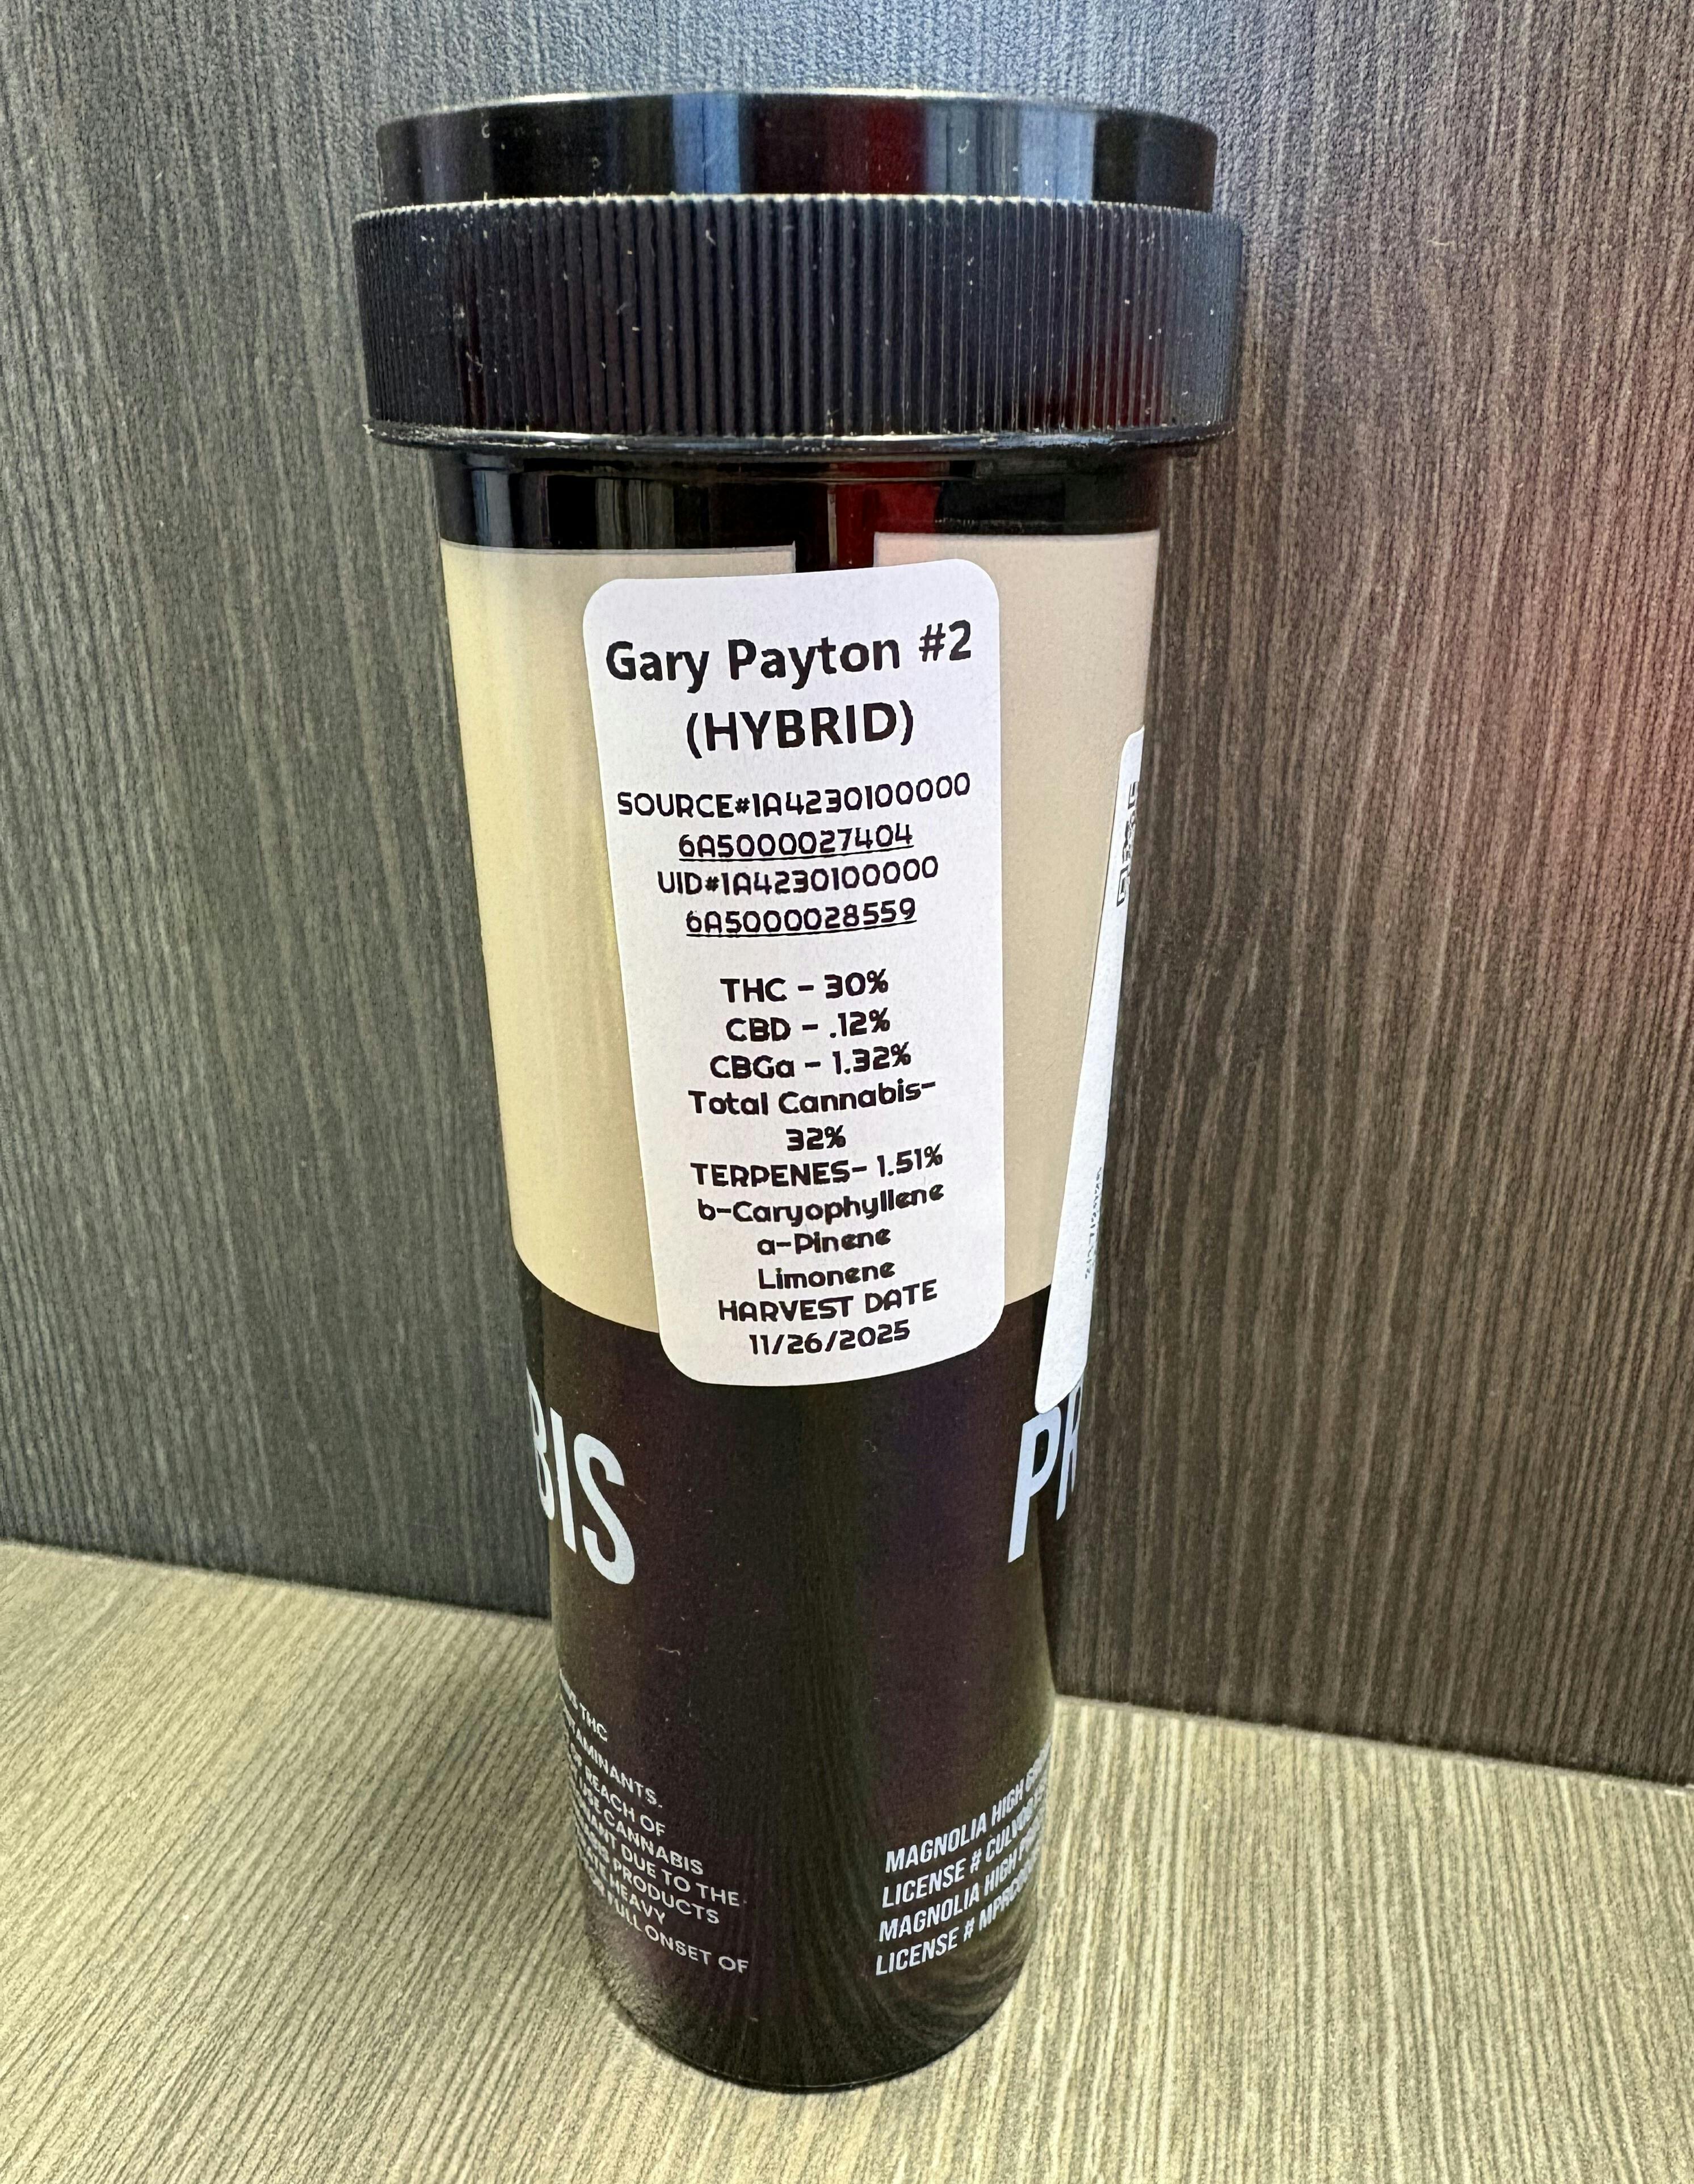 Gary Payton #2
(HYBRID)
SOURCE#1A4230100000
6A5000027404
UID#1A4230100000
6A5000028559
THC - 30%
CBD - .12%
CBGa - 1.32%
Total Cannabis-
32%
TERPENES- 1.51%
b-Caryophyllene
a-Pinene
Limonene
HARVEST DATE
11/26/2025
BIS
PR
THC
AMINANTS.
REACH OF
USE CANNABIS
DUE TO THE
PRODUCTS
HEAVY
FULL ONSET OF
MAGNOLIA HIGH
LICENSE #
MAGNOLIA HIGH
LICENSE #